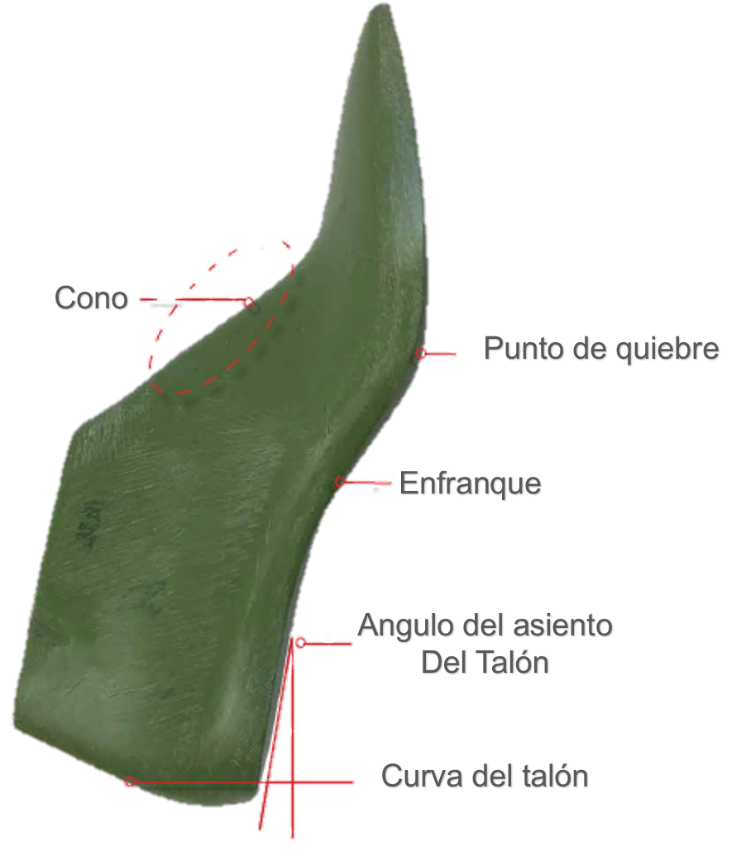 Cono
Punto de quiebre
Enfranque
Angulo del asiento
Del Talón
Curva del talón